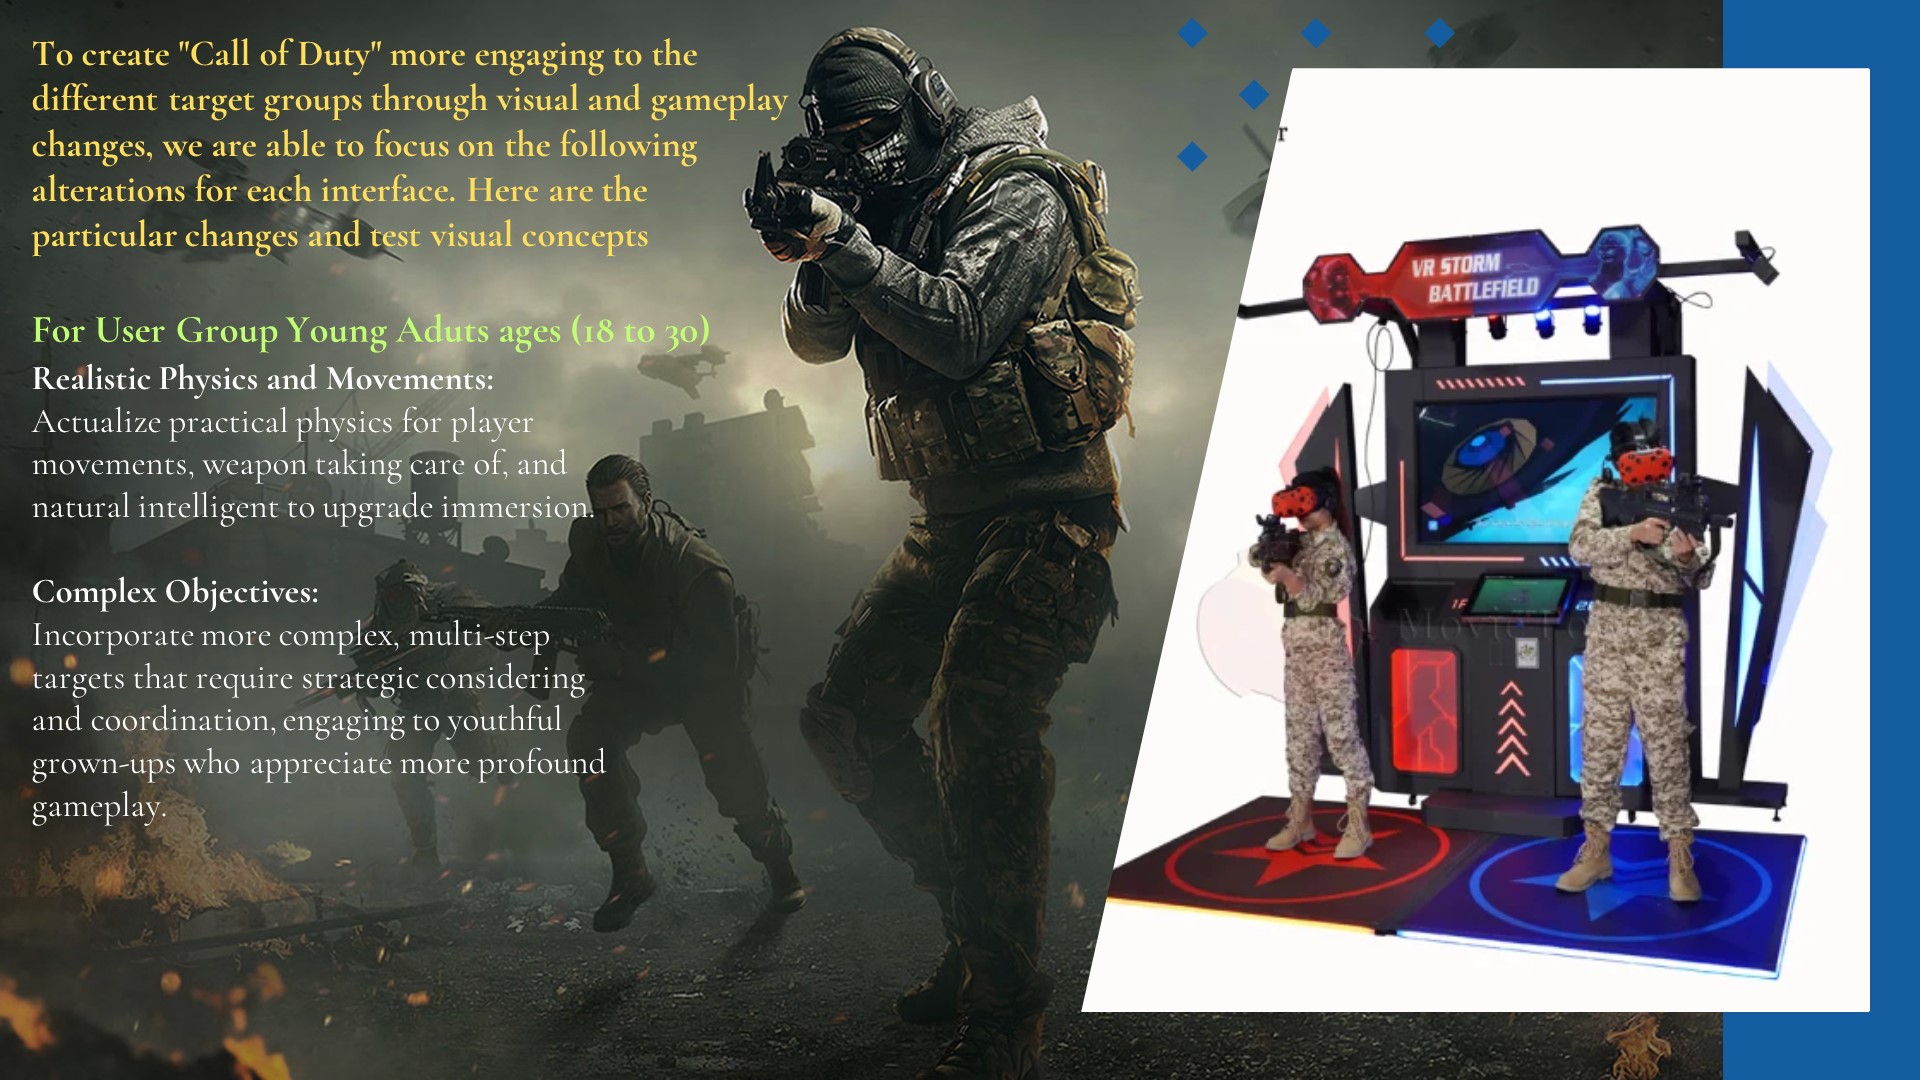 To create "Call of Duty" more engaging to the
different target groups through visual and gameplay
changes, we are able to focus on the following
alterations for each interface. Here are the
particular changes and test visual concepts
For User Group Young Aduts ages (18 to 30)
Realistic Physics and Movements:
Actualize practical physics for player
movements, weapon taking care of, and
natural intelligent to upgrade immersion.
Complex Objectives:
Incorporate more complex, multi-step
targets that require strategic considering
and coordination, engaging to youthful
grown-ups who appreciate more profound
gameplay.
r
VR STORM
BATTLEFIELD
1P